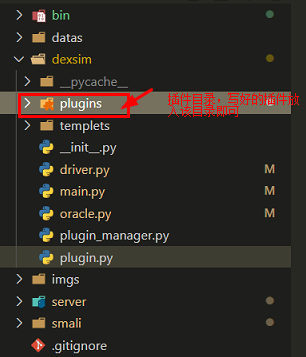 bin
datas
dexsim
__pycache__
plugins
插件目录，写好的插件放
入该目录即可
templets
__init__.py
driver.py M
main.py M
oracle.py M
plugin_manager.py
plugin.py
imgs
server
smali
.gitignore